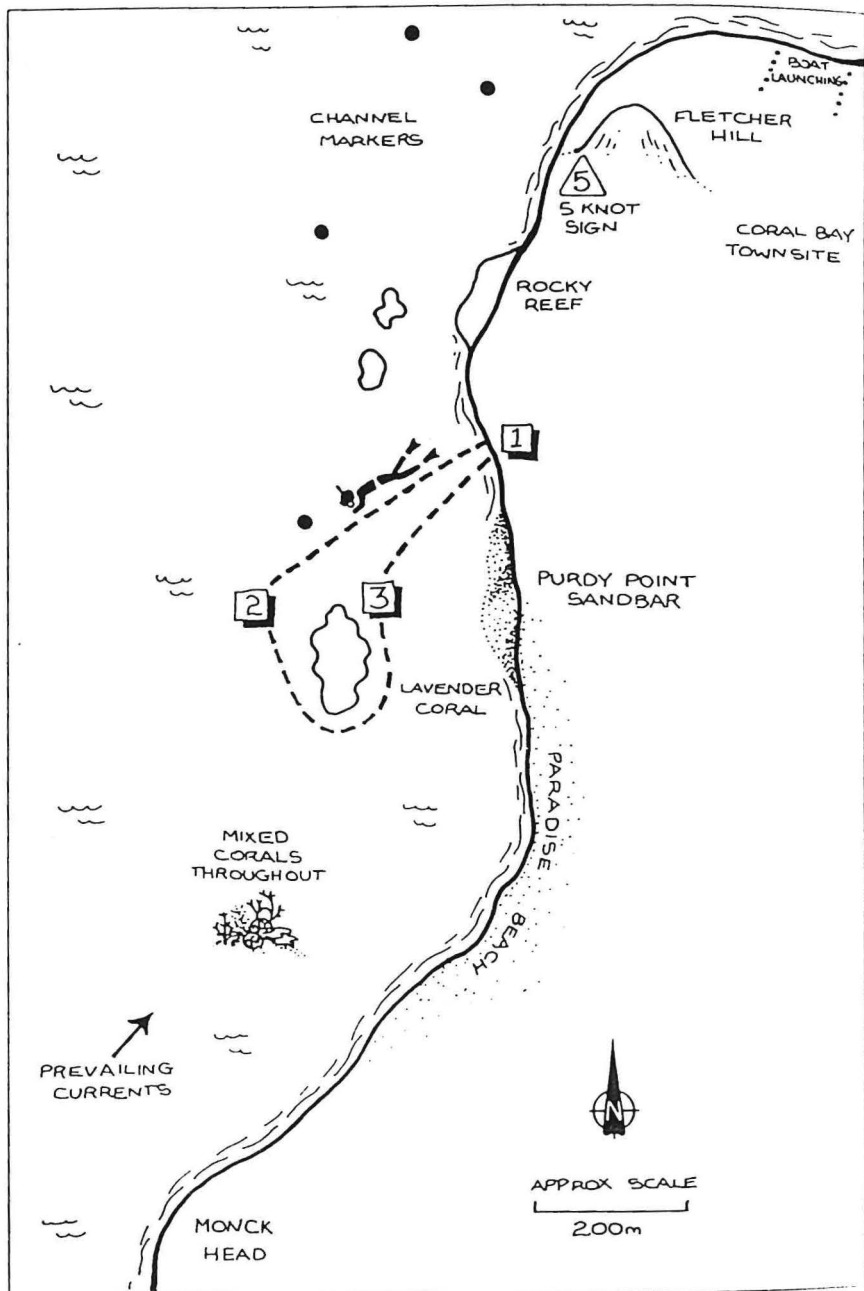 BOAT
LAUNCHING
CHANNEL
MARKERS
FLETCHER
HILL
5
5 KNOT
SIGN
CORAL BAY
TOWNSITE
ROCKY
REEF
1
2
3
PURDY POINT
SANDBAR
LAVENDER
CORAL
PARADISE
BEACH
MIXED
CORALS
THROUGHOUT
PREVAILING
CURRENTS
N
APPROX SCALE
200m
MONCK
HEAD